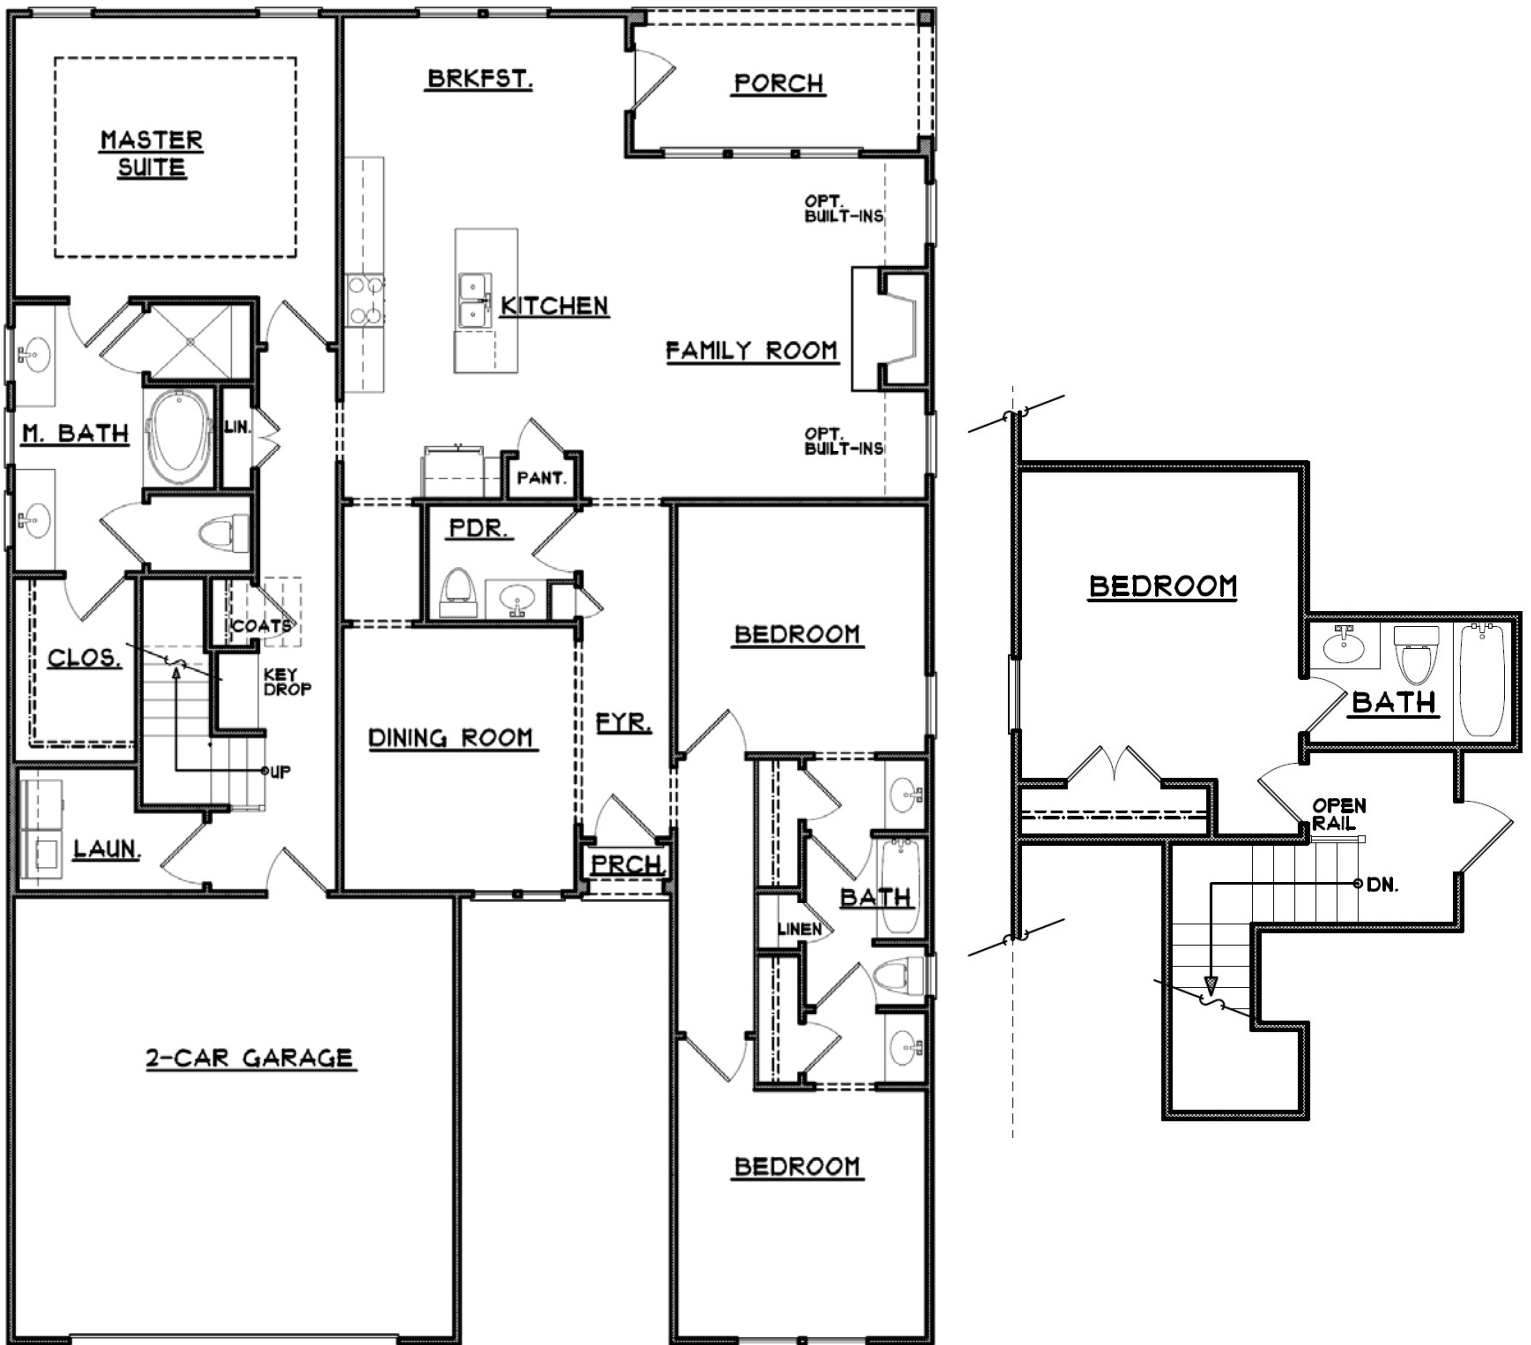 BRKFST.
PORCH
MASTER
SUITE
OPT.
BUILT-INS
KITCHEN
FAMILY ROOM
M. BATH
LIN.
OPT.
BUILT-INS
PANT.
PDR.
COATS
CLOS.
KEY
DROP
BEDROOM
DINING ROOM
FYR.
UP
LAUN.
PRCH.
BATH
LINEN
2-CAR GARAGE
BEDROOM
BEDROOM
BATH
OPEN
RAIL
DN.